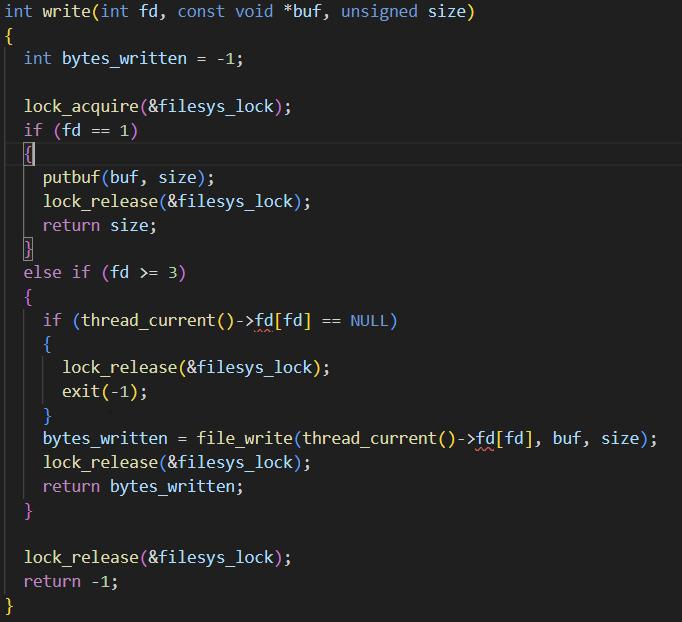 int write(int fd, const void *buf, unsigned size)
{
  int bytes_written = -1;

  lock_acquire(&filesys_lock);
  if (fd == 1)
  {
    putbuf(buf, size);
    lock_release(&filesys_lock);
    return size;
  }
  else if (fd >= 3)
  {
    if (thread_current()->fd[fd] == NULL)
    {
      lock_release(&filesys_lock);
      exit(-1);
    }
    bytes_written = file_write(thread_current()->fd[fd], buf, size);
    lock_release(&filesys_lock);
    return bytes_written;
  }

  lock_release(&filesys_lock);
  return -1;
}